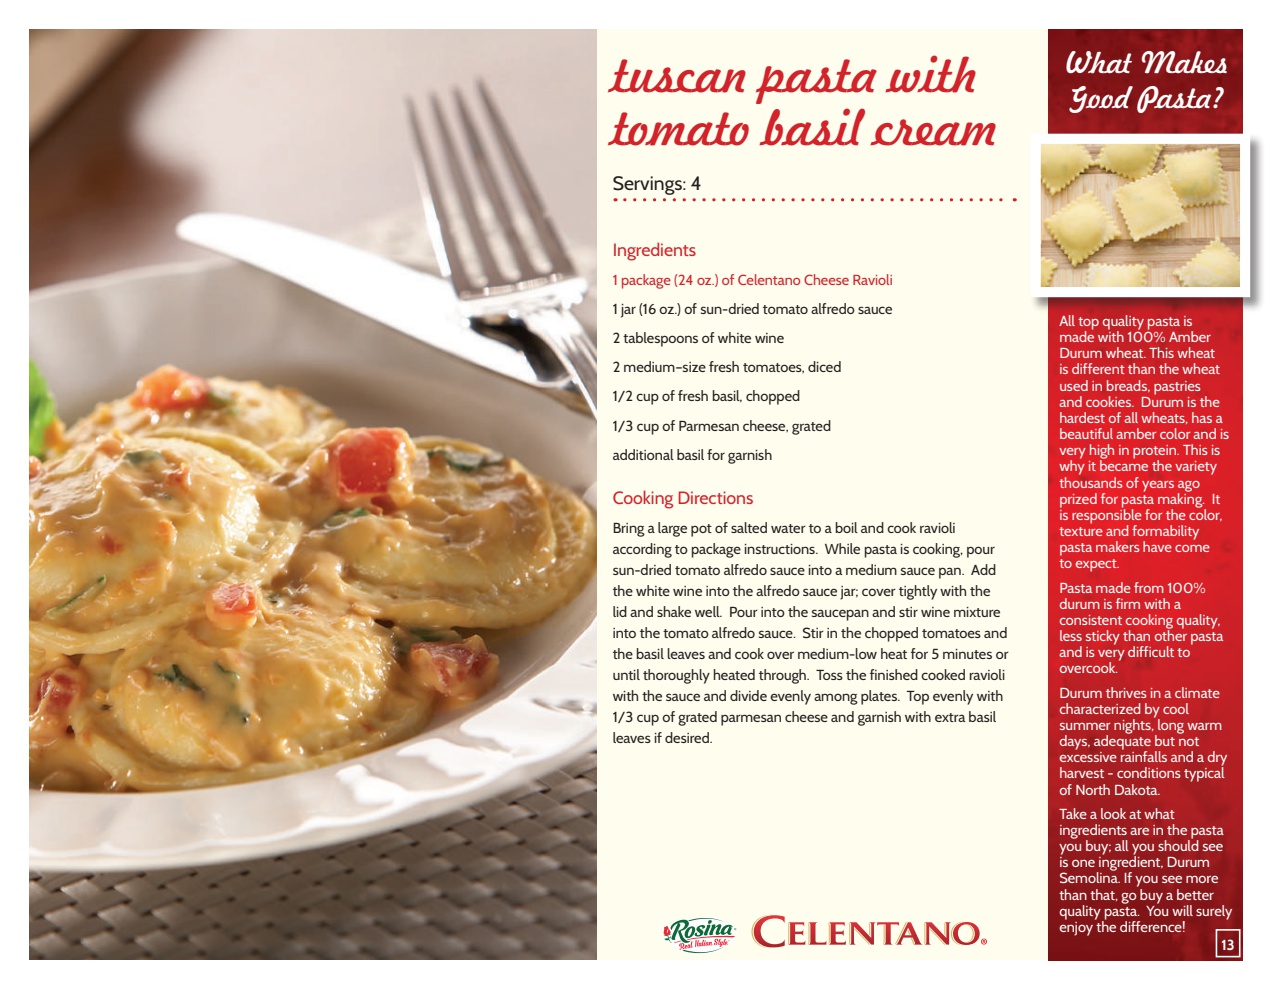 tuscan pasta with
tomato basil cream
Servings: 4
Ingredients
1 package (24 oz.) of Celentano Cheese Ravioli
1 jar (16 oz.) of sun-dried tomato alfredo sauce
2 tablespoons of white wine
2 medium-size fresh tomatoes, diced
1/2 cup of fresh basil, chopped
1/3 cup of Parmesan cheese, grated
additional basil for garnish
Cooking Directions
Bring a large pot of salted water to a boil and cook ravioli
according to package instructions.  While pasta is cooking, pour
sun-dried tomato alfredo sauce into a medium sauce pan.  Add
the white wine into the alfredo sauce jar; cover tightly with the
lid and shake well.  Pour into the saucepan and stir wine mixture
into the tomato alfredo sauce.  Stir in the chopped tomatoes and
the basil leaves and cook over medium-low heat for 5 minutes or
until thoroughly heated through.  Toss the finished cooked ravioli
with the sauce and divide evenly among plates.  Top evenly with
1/3 cup of grated parmesan cheese and garnish with extra basil
leaves if desired.
Rosina
Real Italian Style
CELENTANO®
What Makes
Good Pasta?
All top quality pasta is
made with 100% Amber
Durum wheat. This wheat
is different than the wheat
used in breads, pastries
and cookies.  Durum is the
hardest of all wheats, has a
beautiful amber color and is
very high in protein. This is
why it became the variety
thousands of years ago
prized for pasta making.  It
is responsible for the color,
texture and formability
pasta makers have come
to expect.
Pasta made from 100%
durum is firm with a
consistent cooking quality,
less sticky than other pasta
and is very difficult to
overcook.
Durum thrives in a climate
characterized by cool
summer nights, long warm
days, adequate but not
excessive rainfalls and a dry
harvest - conditions typical
of North Dakota.
Take a look at what
ingredients are in the pasta
you buy; all you should see
is one ingredient, Durum
Semolina. If you see more
than that, go buy a better
quality pasta.  You will surely
enjoy the difference!
13